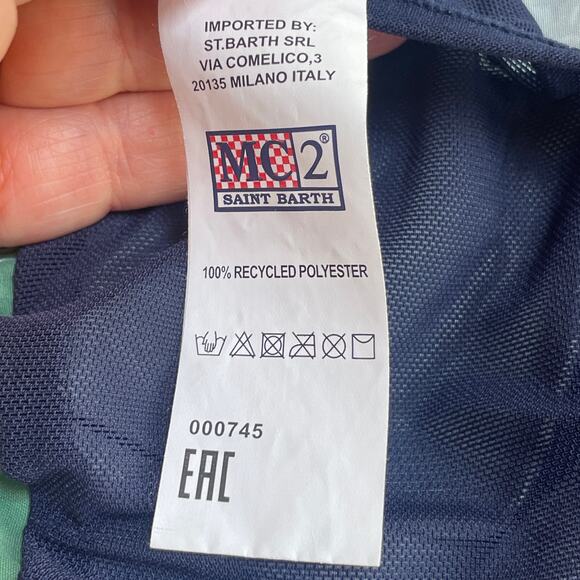 IMPORTED BY:
ST.BARTH SRL
VIA COMELICO,3
20135 MILANO ITALY
MC2®
SAINT BARTH
100% RECYCLED POLYESTER
000745
EAC